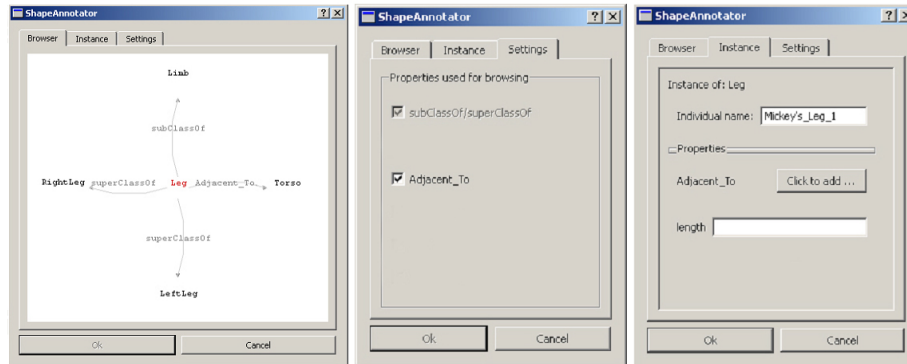 ShapeAnnotator
Browser Instance Settings
Limb
subClassOf
RightLeg superClassOf Leg Adjacent_To Torso
superClassOf
LeftLeg
Ok Cancel
ShapeAnnotator
Browser Instance Settings
Properties used for browsing
subClassOf/superClassOf
Adjacent_To
Ok Cancel
ShapeAnnotator
Browser Instance Settings
Instance of: Leg
Individual name: Mickey's_Leg_1
Properties
Adjacent_To Click to add ...
length
Ok Cancel